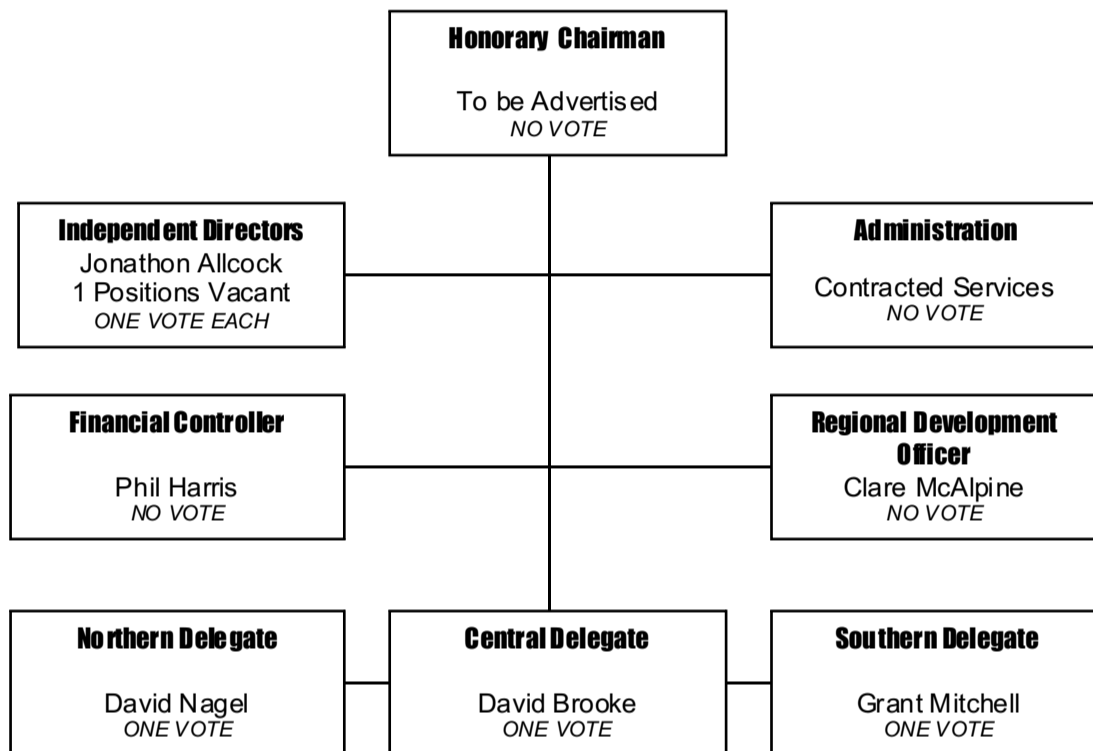 Honorary Chairman
To be Advertised
NO VOTE
Independent Directors
Jonathon Allcock
1 Positions Vacant
ONE VOTE EACH
Administration
Contracted Services
NO VOTE
Financial Controller
Phil Harris
NO VOTE
Regional Development
Officer
Clare McAlpine
NO VOTE
Northern Delegate
David Nagel
ONE VOTE
Central Delegate
David Brooke
ONE VOTE
Southern Delegate
Grant Mitchell
ONE VOTE